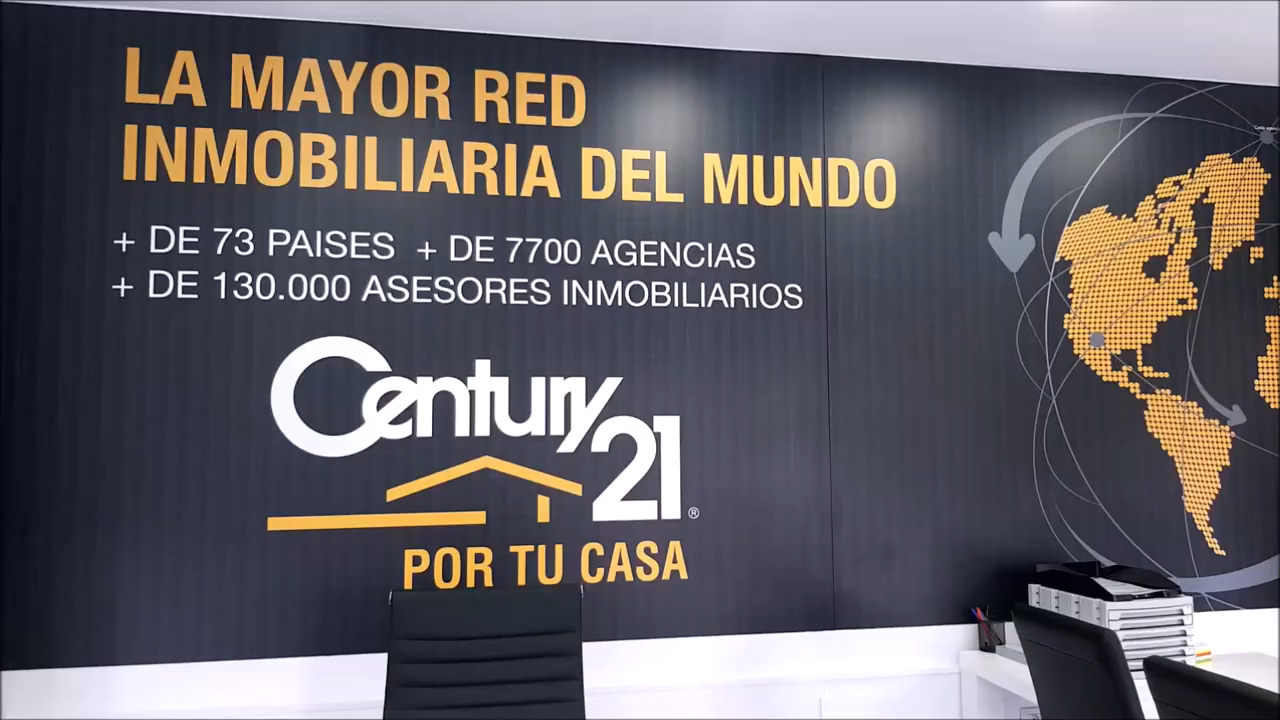 LA MAYOR RED
INMOBILIARIA DEL MUNDO
+ DE 73 PAISES + DE 7700 AGENCIAS
+ DE 130.000 ASESORES INMOBILIARIOS
Century
21®
POR TU CASA